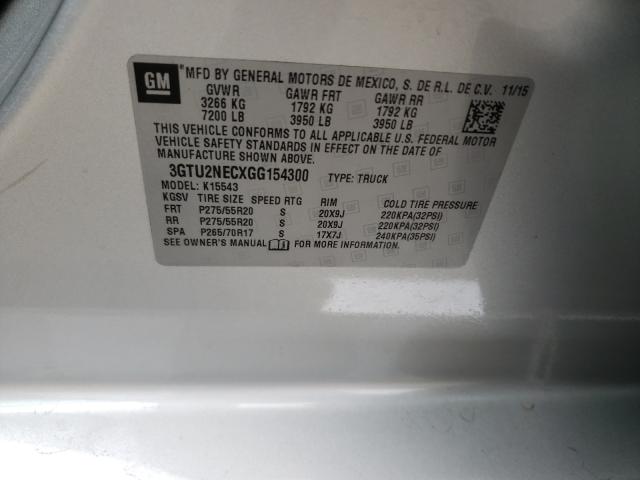 GM
MFD BY GENERAL MOTORS DE MEXICO, S. DE R.L. DE C.V. 11/15
GVWR GAWR FRT GAWR RR
3266 KG 1792 KG 1792 KG
7200 LB 3950 LB 3950 LB
THIS VEHICLE CONFORMS TO ALL APPLICABLE U.S. FEDERAL MOTOR
VEHICLE SAFETY STANDARDS IN EFFECT ON THE DATE OF
MANUFACTURE SHOWN ABOVE.
3GTU2NECXGG154300 TYPE: TRUCK
MODEL: K15543
KGSV TIRE SIZE SPEED RTG RIM COLD TIRE PRESSURE
FRT P275/55R20 S 20X9J 220KPA(32PSI)
RR P275/55R20 S 20X9J 220KPA(32PSI)
SPA P265/70R17 S 17X7J 240KPA(35PSI)
SEE OWNER'S MANUAL FOR MORE INFORMATION.